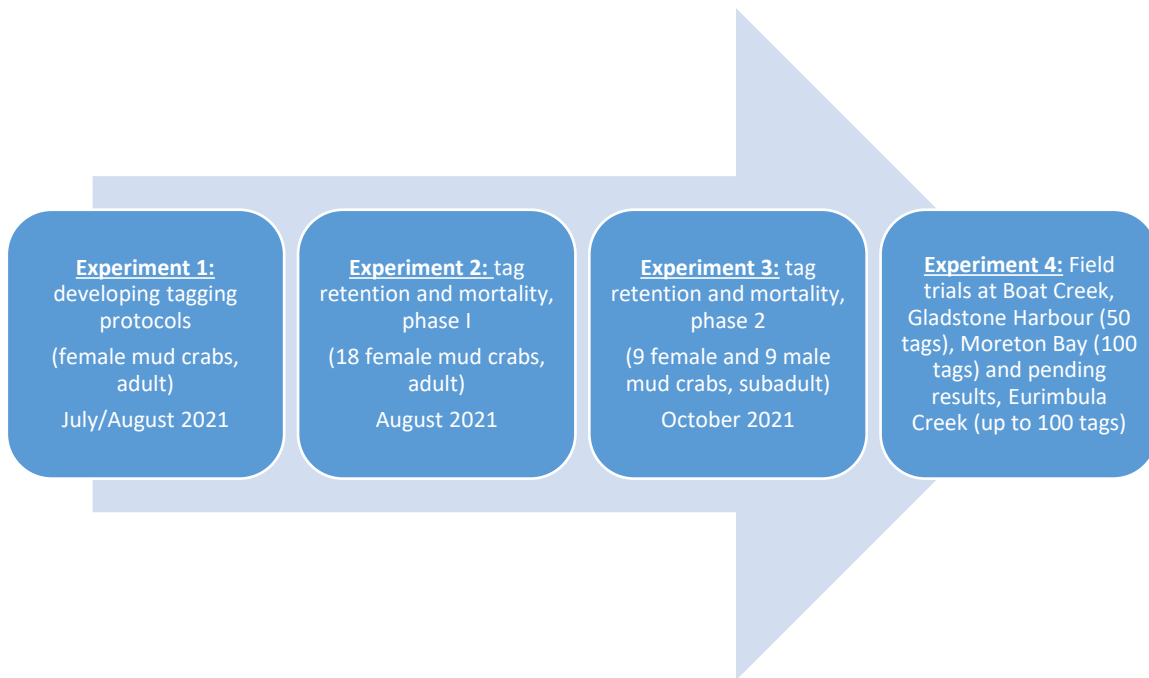 Experiment 1:
developing tagging
protocols
(female mud crabs,
adult)
July/August 2021
Experiment 2: tag
retention and mortality,
phase I
(18 female mud crabs,
adult)
August 2021
Experiment 3: tag
retention and mortality,
phase 2
(9 female and 9 male
mud crabs, subadult)
October 2021
Experiment 4: Field
trials at Boat Creek,
Gladstone Harbour (50
tags), Moreton Bay (100
tags) and pending
results, Eurimbula
Creek (up to 100 tags)